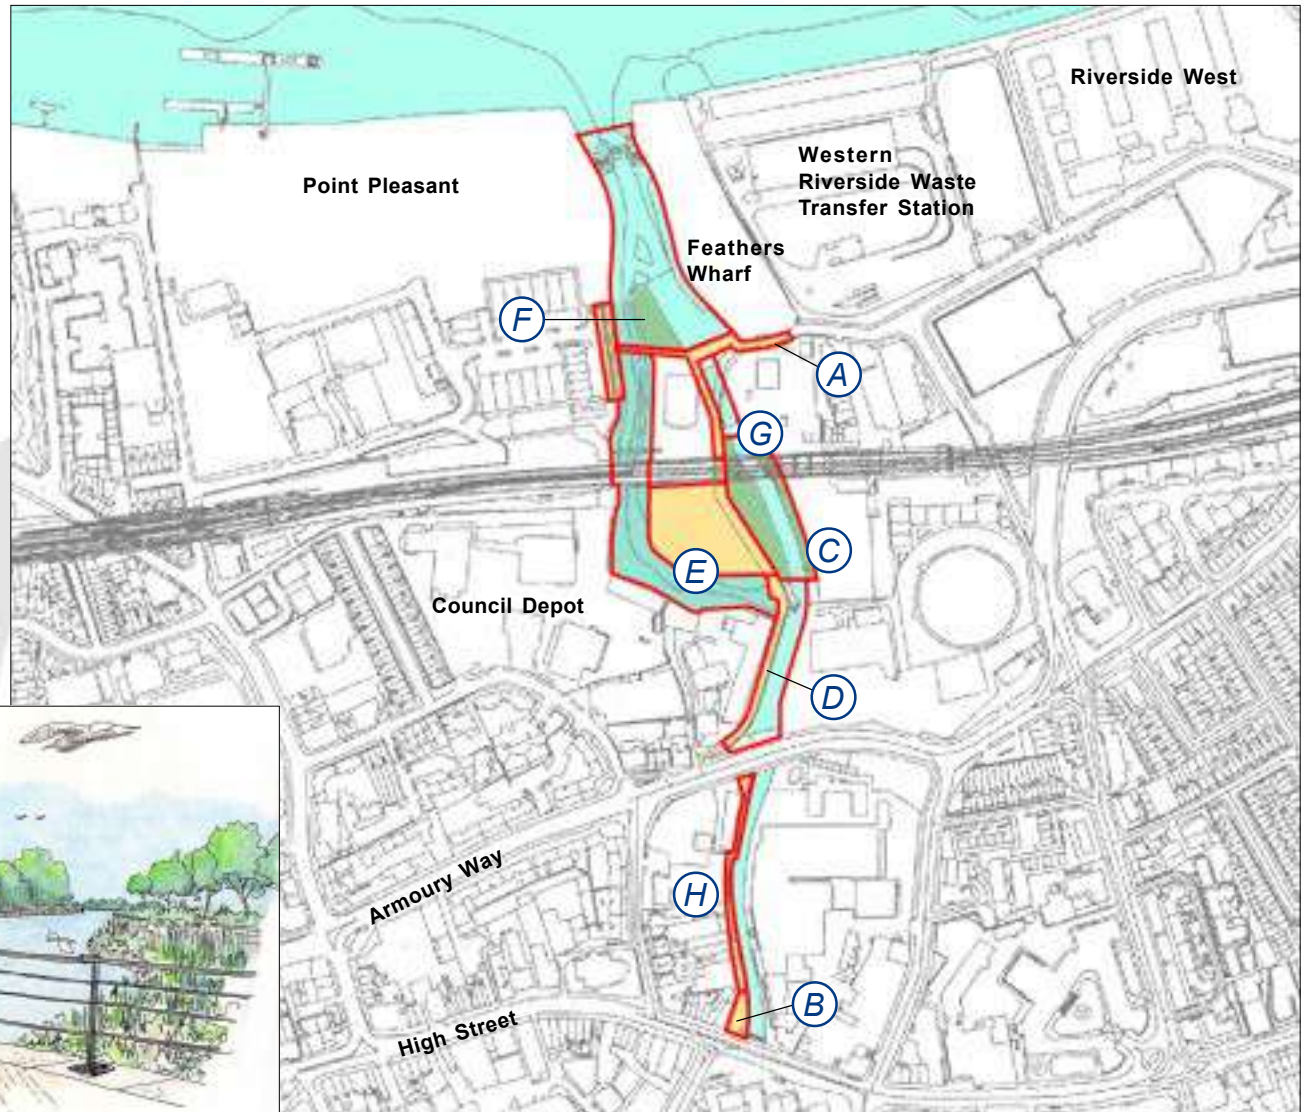 Riverside West
Western
Riverside Waste
Transfer Station
Point Pleasant
Feathers
Wharf
F
A
G
C
E
Council Depot
D
Armoury Way
H
B
High Street